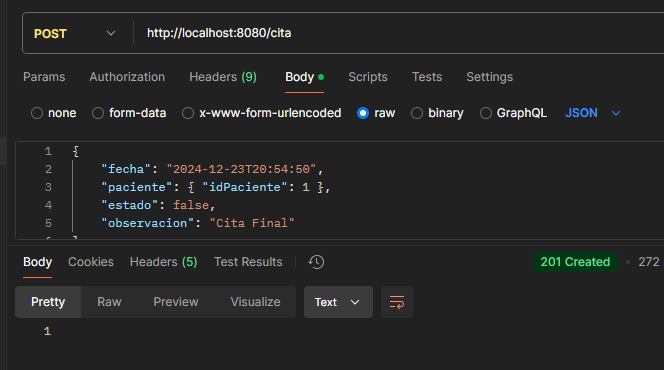 POST http://localhost:8080/cita
Params Authorization Headers (9) Body Scripts Tests Settings
none form-data x-www-form-urlencoded raw binary GraphQL JSON
1 {
2 "fecha": "2024-12-23T20:54:50",
3 "paciente": { "idPaciente": 1 },
4 "estado": false,
5 "observacion": "Cita Final"
Body Cookies Headers (5) Test Results 201 Created • 272
Pretty Raw Preview Visualize Text
1